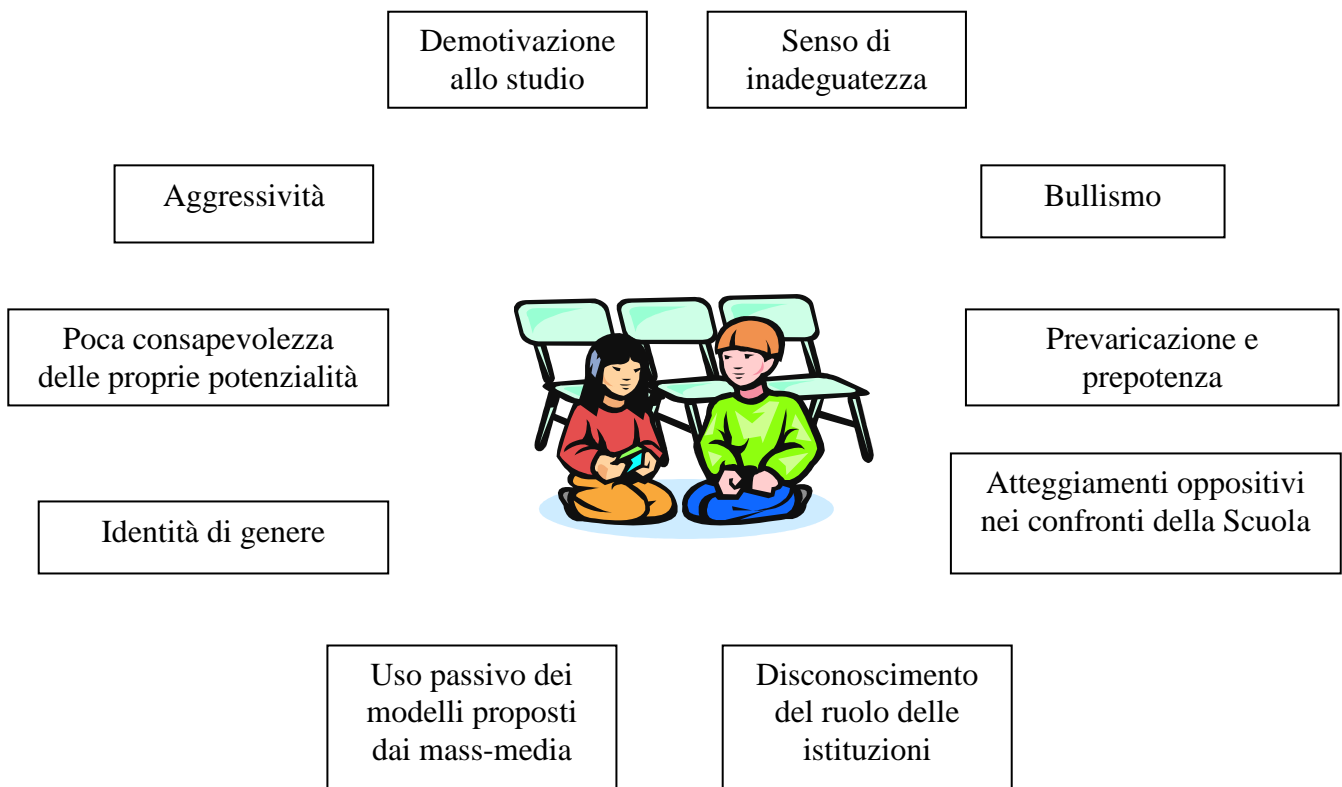 Demotivazione
allo studio
Senso di
inadeguatezza
Aggressività
Bullismo
Poca consapevolezza
delle proprie potenzialità
Prevaricazione e
prepotenza
Atteggiamenti oppositivi
nei confronti della Scuola
Identità di genere
Uso passivo dei
modelli proposti
dai mass-media
Disconoscimento
del ruolo delle
istituzioni